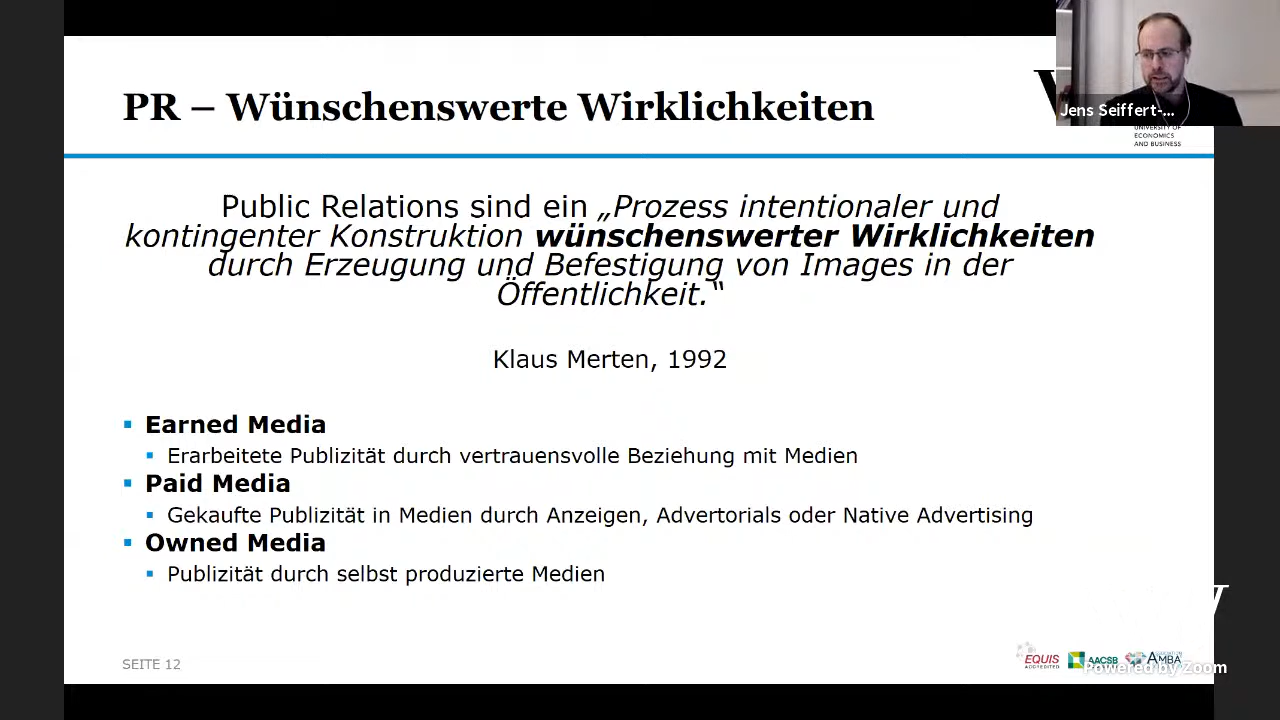 PR – Wünschenswerte Wirklichkeiten
Jens Seiffert-...
UNIVERSITY OF
ECONOMICS
AND BUSINESS
Public Relations sind ein „Prozess intentionaler und
kontingenter Konstruktion wünschenswerter Wirklichkeiten
durch Erzeugung und Befestigung von Images in der
Öffentlichkeit.“
Klaus Merten, 1992
▪ Earned Media
▪ Erarbeitete Publizität durch vertrauensvolle Beziehung mit Medien
▪ Paid Media
▪ Gekaufte Publizität in Medien durch Anzeigen, Advertorials oder Native Advertising
▪ Owned Media
▪ Publizität durch selbst produzierte Medien
SEITE 12
EQUIS
ACCREDITED
AACSB
AMBA
Powered by Zoom